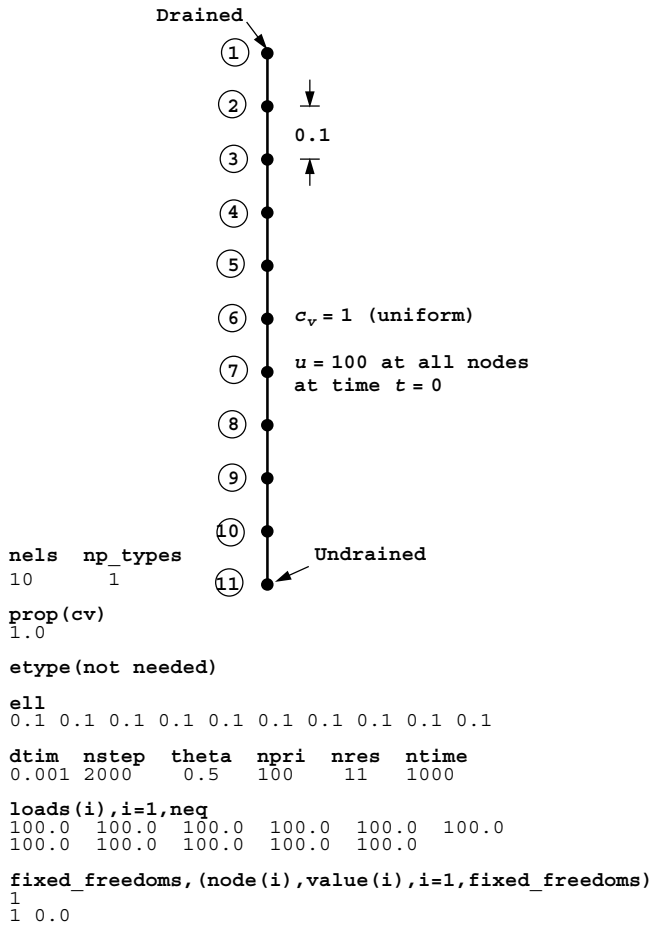 Drained
1
2
0.1
3
4
5
6 c_v = 1 (uniform)
7 u = 100 at all nodes
at time t = 0
8
9
10
nels np_types
Undrained
10 1
11
prop(cv)
1.0
etype(not needed)
ell
0.1 0.1 0.1 0.1 0.1 0.1 0.1 0.1 0.1 0.1
dtim nstep theta npri nres ntime
0.001 2000 0.5 100 11 1000
loads(i),i=1,neq
100.0 100.0 100.0 100.0 100.0 100.0
100.0 100.0 100.0 100.0 100.0
fixed_freedoms,(node(i),value(i),i=1,fixed_freedoms)
1
1 0.0